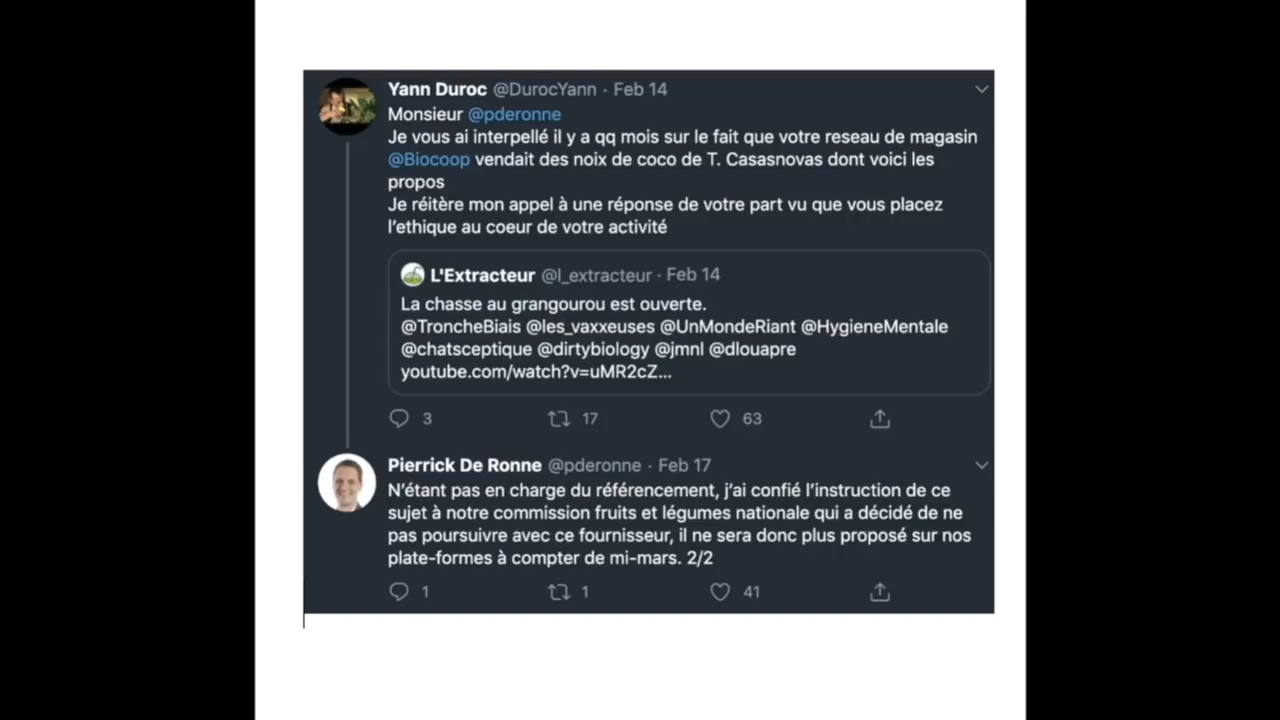 Yann Duroc @DurocYann · Feb 14
Monsieur @pderonne
Je vous ai interpellé il y a qq mois sur le fait que votre reseau de magasin
@Biocoop vendait des noix de coco de T. Casasnovas dont voici les
propos
Je réitère mon appel à une réponse de votre part vu que vous placez
l'ethique au coeur de votre activité
L'Extracteur @l_extracteur · Feb 14
La chasse au grangourou est ouverte.
@TroncheBiais @les_vaxxeuses @UnMondeRiant @HygieneMentale
@chatsceptique @dirtybiology @jmnl @dlouapre
youtube.com/watch?v=uMR2cZ...
3 17 63
Pierrick De Ronne @pderonne · Feb 17
N'étant pas en charge du référencement, j'ai confié l'instruction de ce
sujet à notre commission fruits et légumes nationale qui a décidé de ne
pas poursuivre avec ce fournisseur, il ne sera donc plus proposé sur nos
plate-formes à compter de mi-mars. 2/2
1 1 41